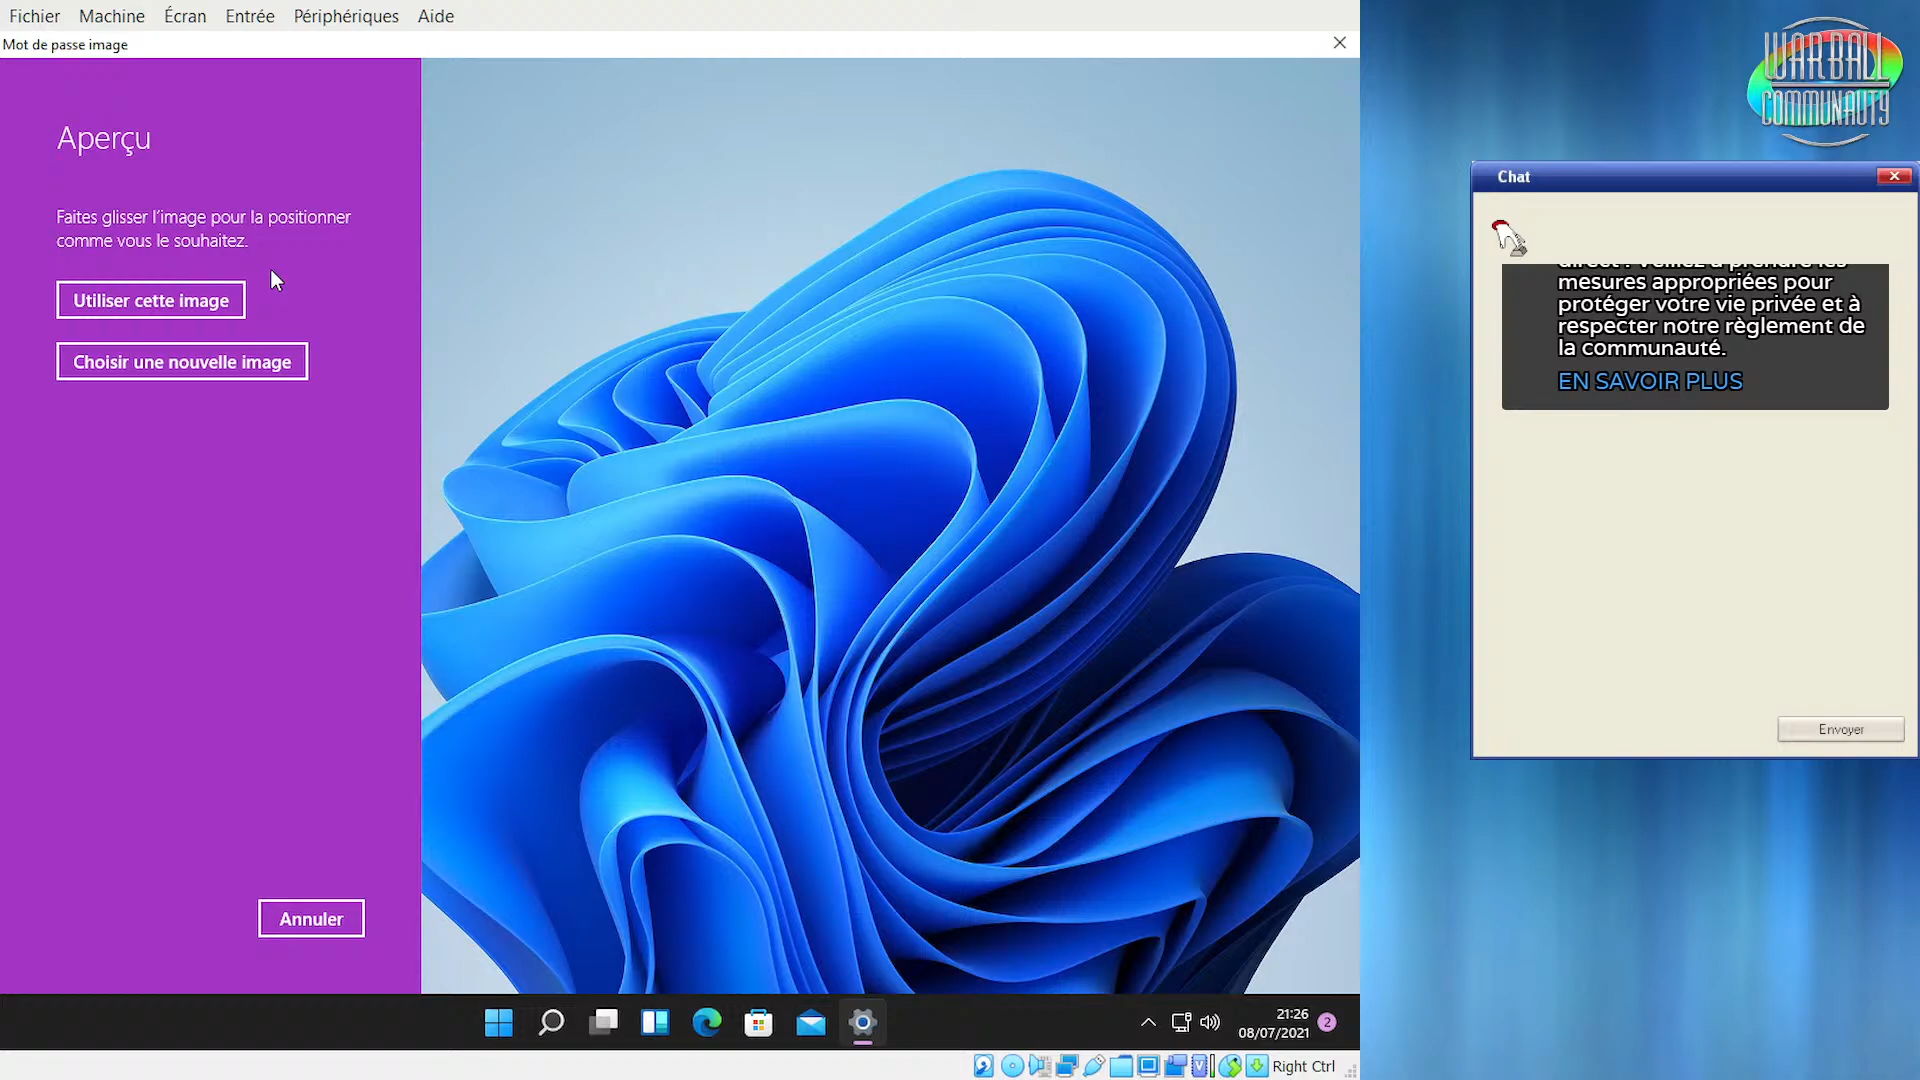 Fichier Machine Écran Entrée Périphériques Aide
Mot de passe image
Aperçu
Faites glisser l'image pour la positionner
comme vous le souhaitez.
Utiliser cette image
Choisir une nouvelle image
Annuler
21:26
08/07/2021
2
Right Ctrl
WARBALL
COMMUNAUTY
Chat
mesures appropriées pour
protéger votre vie privée et à
respecter notre règlement de
la communauté.
EN SAVOIR PLUS
Envoyer